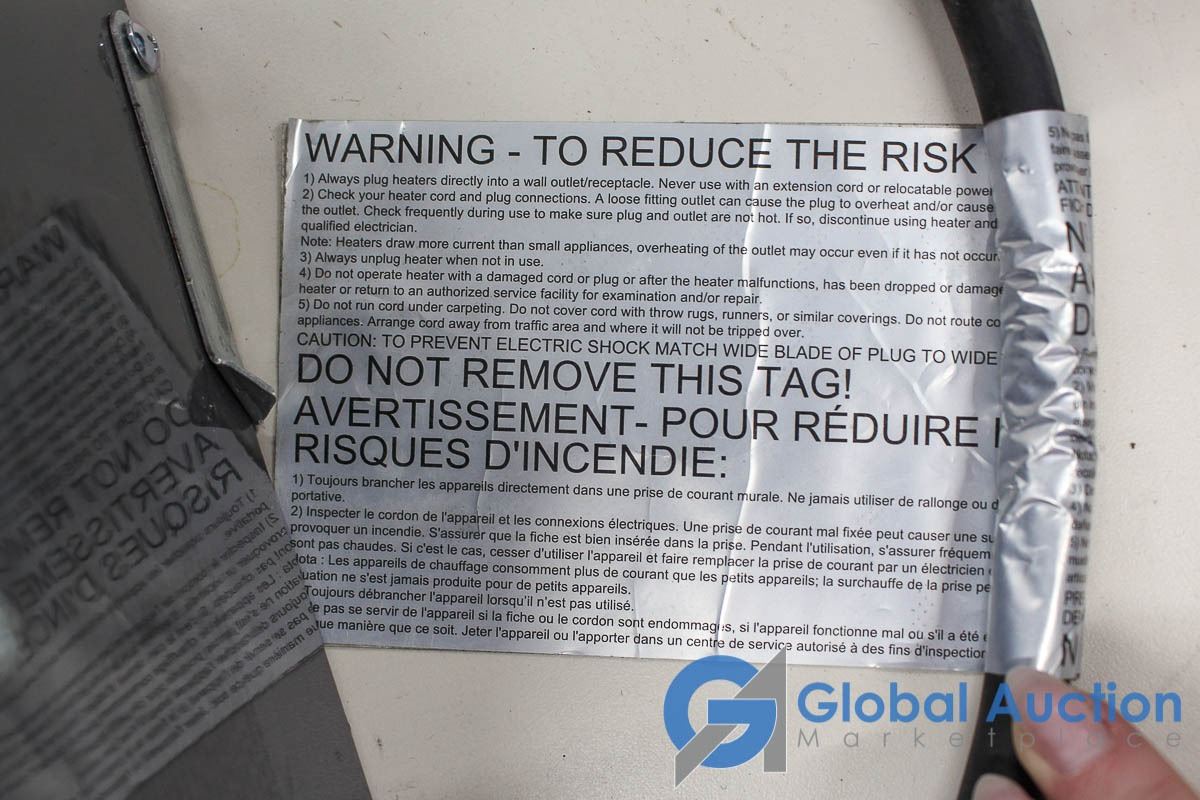 WARNING - TO REDUCE THE RISK
1) Always plug heaters directly into a wall outlet/receptacle. Never use with an extension cord or relocatable power
2) Check your heater cord and plug connections. A loose fitting outlet can cause the plug to overheat and/or cause
the outlet. Check frequently during use to make sure plug and outlet are not hot. If so, discontinue using heater and
qualified electrician.
Note: Heaters draw more current than small appliances, overheating of the outlet may occur even if it has not occur
3) Always unplug heater when not in use.
4) Do not operate heater with a damaged cord or plug or after the heater malfunctions, has been dropped or damage
heater or return to an authorized service facility for examination and/or repair.
5) Do not run cord under carpeting. Do not cover cord with throw rugs, runners, or similar coverings. Do not route co
appliances. Arrange cord away from traffic area and where it will not be tripped over.
CAUTION: TO PREVENT ELECTRIC SHOCK MATCH WIDE BLADE OF PLUG TO WIDE
DO NOT REMOVE THIS TAG!
AVERTISSEMENT- POUR RÉDUIRE
RISQUES D'INCENDIE:
1) Toujours brancher les appareils directement dans une prise de courant murale. Ne jamais utiliser de rallonge ou d
portative.
2) Inspecter le cordon de l'appareil et les connexions électriques. Une prise de courant mal fixée peut causer une su
provoquer un incendie. S'assurer que la fiche est bien insérée dans la prise. Pendant l'utilisation, s'assurer fréquem
sont pas chaudes. Si c'est le cas, cesser d'utiliser l'appareil et faire remplacer la prise de courant par un électricien
ota : Les appareils de chauffage consomment plus de courant que les petits appareils; la surchauffe de la prise pe
uation ne s'est jamais produite pour de petits appareils.
Toujours débrancher l'appareil lorsqu'il n'est pas utilisé.
e pas se servir de l'appareil si la fiche ou le cordon sont endommagés, si l'appareil fonctionne mal ou s'il a été
ue manière que ce soit. Jeter l'appareil ou l'apporter dans un centre de service autorisé à des fins d'inspection
Global Auction
Marketplace